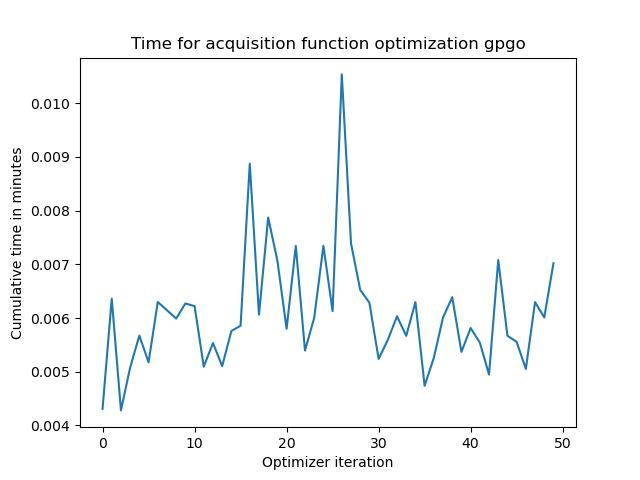 Time for acquisition function optimization gpgo
Cumulative time in minutes
0.010
0.009
0.008
0.007
0.006
0.005
0.004
0 10 20 30 40 50
Optimizer iteration